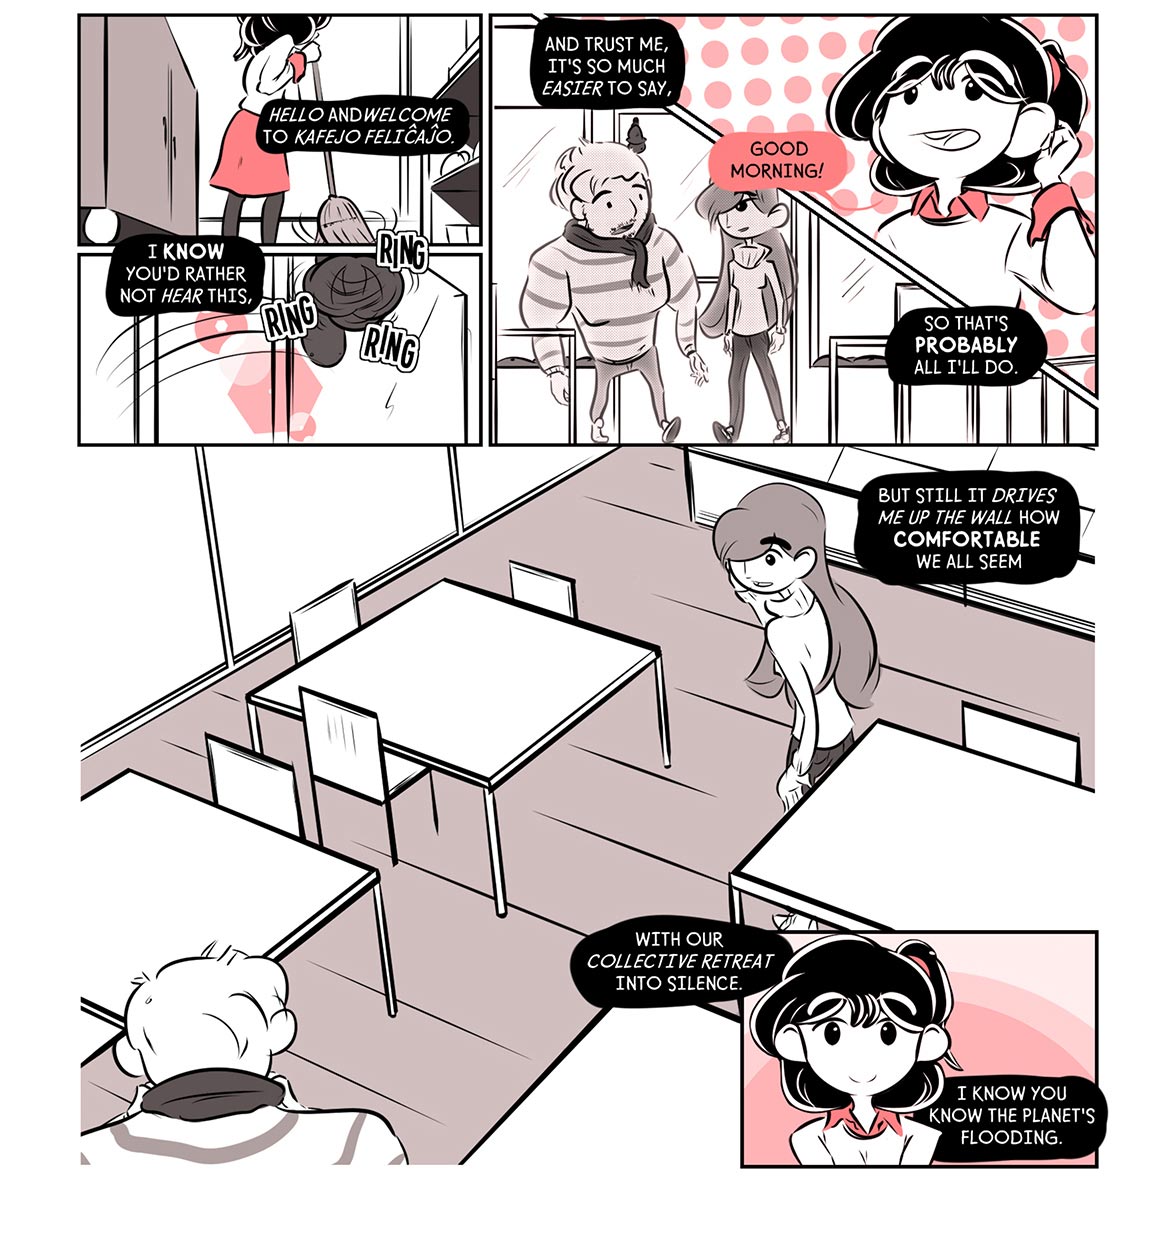 HELLO AND WELCOME
TO KAFEJO FELIĈAĴO.
I KNOW
YOU'D RATHER
NOT HEAR THIS,
RING
RING
RING
AND TRUST ME,
IT'S SO MUCH
EASIER TO SAY,
GOOD
MORNING!
SO THAT'S
PROBABLY
ALL I'LL DO.
BUT STILL IT DRIVES
ME UP THE WALL HOW
COMFORTABLE
WE ALL SEEM
WITH OUR
COLLECTIVE RETREAT
INTO SILENCE.
I KNOW YOU
KNOW THE PLANET'S
FLOODING.